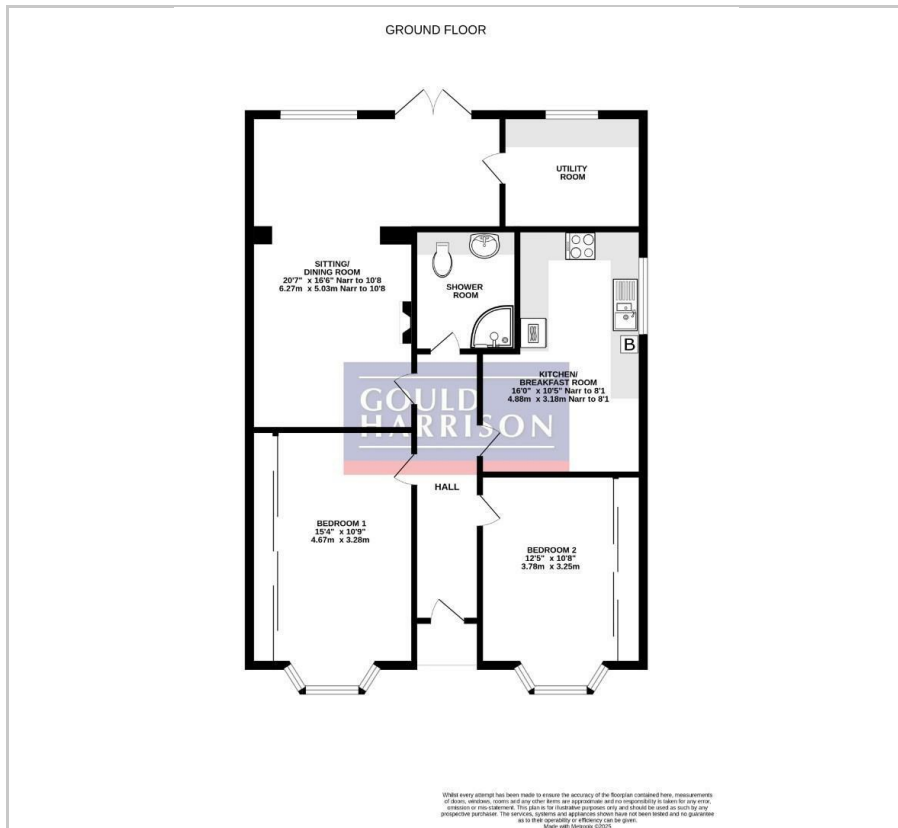 GROUND FLOOR
UTILITY
ROOM
SITTING/
DINING ROOM
20'7" x 16'6" Narr to 10'8
6.27m x 5.03m Narr to 10'8
SHOWER
ROOM
B
KITCHEN/
BREAKFAST ROOM
16'0" x 10'5" Narr to 8'1
4.88m x 3.18m Narr to 8'1
GOULD
HARRISON
HALL
BEDROOM 1
15'4" x 10'9"
4.67m x 3.28m
BEDROOM 2
12'5" x 10'8"
3.78m x 3.25m
Whilst every attempt has been made to ensure the accuracy of the floorplan contained here, measurements
of doors, windows, rooms and any other items are approximate and no responsibility is taken for any error,
omission or mis-statement. This plan is for illustrative purposes only and should be used as such by any
prospective purchaser. The services, systems and appliances shown have not been tested and no guarantee
as to their operability or efficiency can be given.
Made with Metropix ©2025